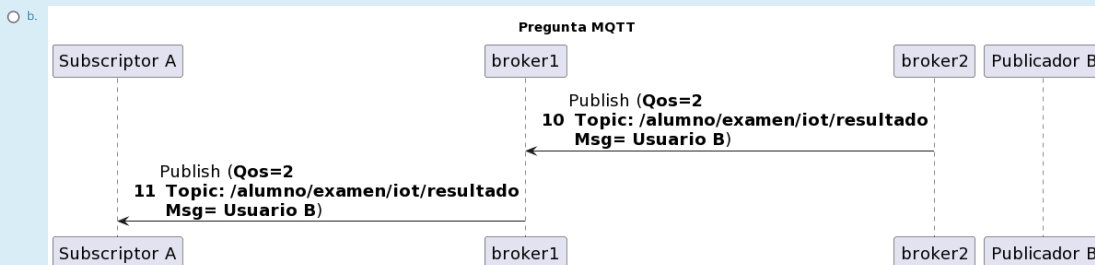 b.
Pregunta MQTT
Subscriptor A broker1 broker2 Publicador B
Publish (Qos=2
10 Topic: /alumno/examen/iot/resultado
Msg= Usuario B)
Publish (Qos=2
11 Topic: /alumno/examen/iot/resultado
Msg= Usuario B)
Subscriptor A broker1 broker2 Publicador B